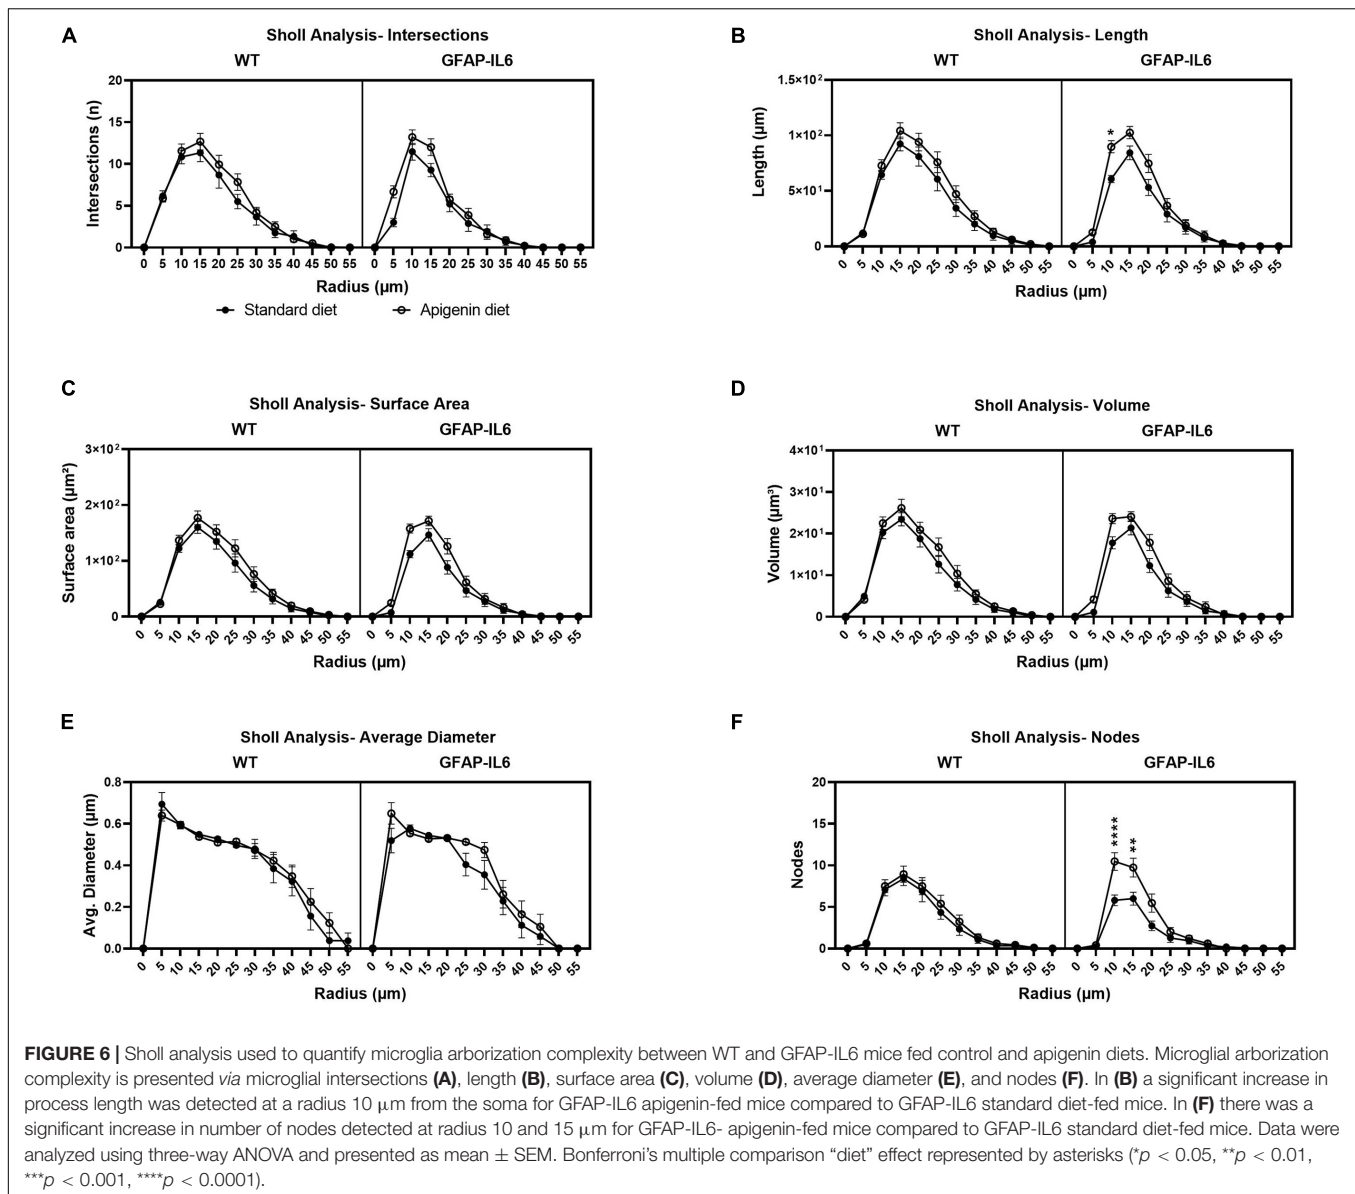 A
Sholl Analysis- Intersections
WT GFAP-IL6
Intersections (n)
20
15
10
5
0
0 5 10 15 20 25 30 35 40 45 50 55 0 5 10 15 20 25 30 35 40 45 50 55
Radius (µm)
Standard diet Apigenin diet
B
Sholl Analysis- Length
WT GFAP-IL6
Length (µm)
1.5×10²
1×10²
5×10¹
0
0 5 10 15 20 25 30 35 40 45 50 55 0 5 10 15 20 25 30 35 40 45 50 55
*
Radius (µm)
C
Sholl Analysis- Surface Area
WT GFAP-IL6
Surface area (µm²)
3×10²
2×10²
1×10²
0
0 5 10 15 20 25 30 35 40 45 50 55 0 5 10 15 20 25 30 35 40 45 50 55
Radius (µm)
D
Sholl Analysis- Volume
WT GFAP-IL6
Volume (µm³)
4×10¹
3×10¹
2×10¹
1×10¹
0
0 5 10 15 20 25 30 35 40 45 50 55 0 5 10 15 20 25 30 35 40 45 50 55
Radius (µm)
E
Sholl Analysis- Average Diameter
WT GFAP-IL6
Avg. Diameter (µm)
0.8
0.6
0.4
0.2
0.0
0 5 10 15 20 25 30 35 40 45 50 55 0 5 10 15 20 25 30 35 40 45 50 55
Radius (µm)
F
Sholl Analysis- Nodes
WT GFAP-IL6
Nodes
20
15
10
5
0
**** **
0 5 10 15 20 25 30 35 40 45 50 55 0 5 10 15 20 25 30 35 40 45 50 55
Radius (µm)
FIGURE 6 | Sholl analysis used to quantify microglia arborization complexity between WT and GFAP-IL6 mice fed control and apigenin diets. Microglial arborization
complexity is presented via microglial intersections (A), length (B), surface area (C), volume (D), average diameter (E), and nodes (F). In (B) a significant increase in
process length was detected at a radius 10 µm from the soma for GFAP-IL6 apigenin-fed mice compared to GFAP-IL6 standard diet-fed mice. In (F) there was a
significant increase in number of nodes detected at radius 10 and 15 µm for GFAP-IL6- apigenin-fed mice compared to GFAP-IL6 standard diet-fed mice. Data were
analyzed using three-way ANOVA and presented as mean ± SEM. Bonferroni's multiple comparison “diet” effect represented by asterisks (*p < 0.05, **p < 0.01,
***p < 0.001, ****p < 0.0001).